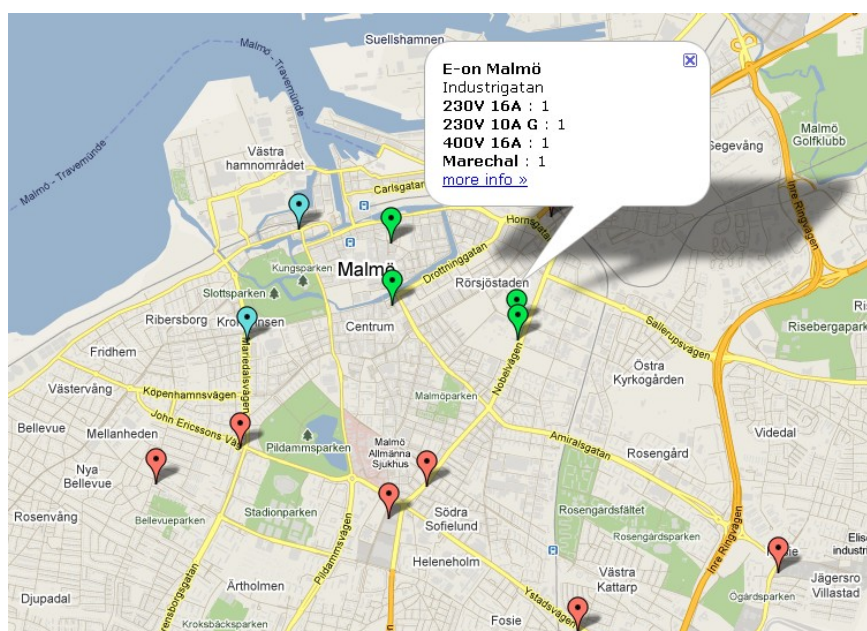 Suellshamnen
Malmö - Travemünde
Malmö - Travemünde
E-on Malmö
Industrigatan
230V 16A : 1
230V 10A G : 1
400V 16A : 1
Marechal : 1
more info »
Segevång
Malmö
Golfklubb
Inre Ringvägen
Västra
hamnområdet
Carlsgatan
Hornsgatan
Kungsparken
Malmö
Drottninggatan
Slottsparken
Rörsjöstaden
Ribersborg
Centrum
Sallerupsvägen
Risebergapark
Fridhem
Mariedalsvägen
Nobelvägen
Östra
Kyrkogården
Västervång
Köpenhamnsvägen
Malmöparken
Bellevue
Mellanheden
John Ericssons Väg
Pildammsparken
Malmö
Allmänna
Sjukhus
Amiralsgatan
Rosengård
Videdal
Nya
Bellevue
Rosenvång
Bellevueparken
Stadionparken
Södra
Sofielund
Rosengårdsfältet
Rosengårdsparken
Inre Ringvägen
Pildammsvägen
Heleneholm
Västra
Kattarp
Jägersro
Villastad
Ärtholmen
Djupadal
Ögårdsparken
Ystadsvägen
Fosie
Kroksbäcksparken